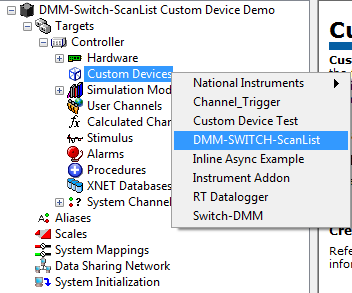 DMM-Switch-ScanList Custom Device Demo
Targets
Controller
Hardware
Custom Devices
Simulation Mod
User Channels
Calculated Chan
Stimulus
Alarms
Procedures
XNET Databases
System Channel
Aliases
Scales
System Mappings
Data Sharing Network
System Initialization
National Instruments
Channel_Trigger
Custom Device Test
DMM-SWITCH-ScanList
Inline Async Example
Instrument Addon
RT Datalogger
Switch-DMM
Cu
Custo
the
Cre
Refe
infor